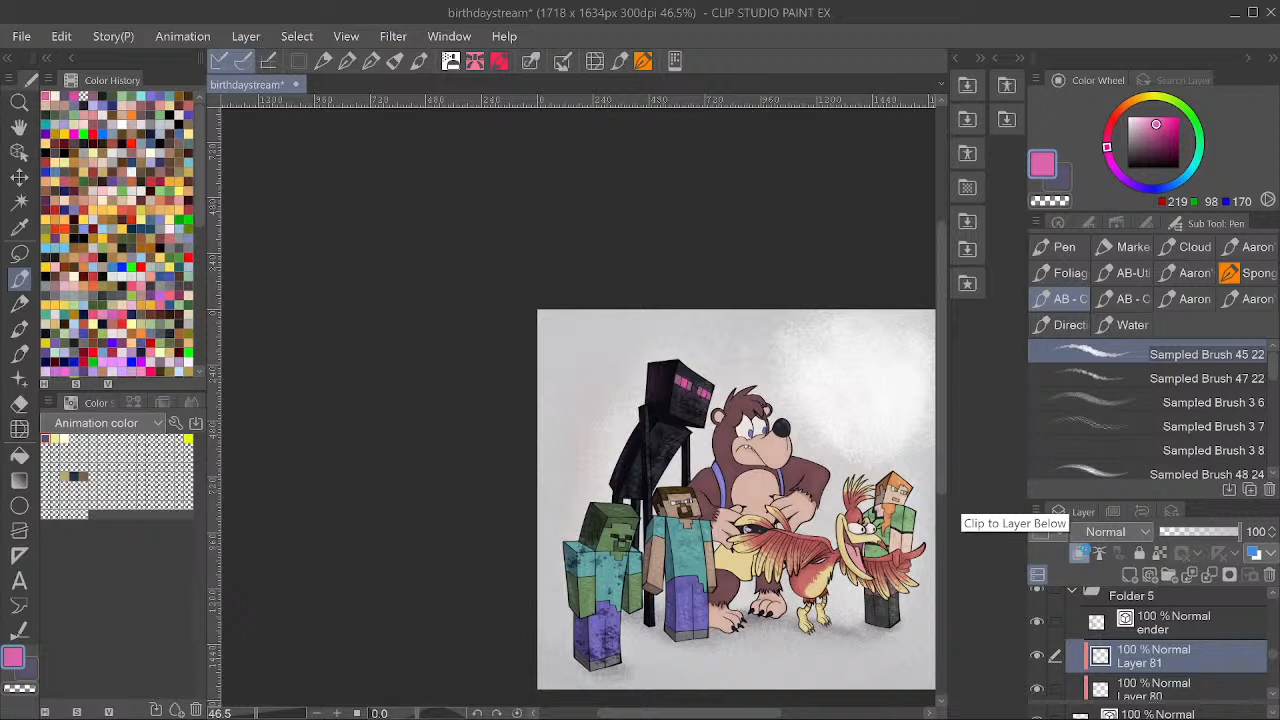 birthdaystream* (1718 x 1634px 300dpi 46.5%) - CLIP STUDIO PAINT EX
File Edit Story(P) Animation Layer Select View Filter Window Help
Color History
birthdaystream*
Color Wheel
Search Layer
219 98 170
Sub Tool: Pen
Pen Marke Cloud Aaron
Foliag AB-Ut Aaron' Spong
AB - C AB - C Aaron Aaron
Directi Water
Sampled Brush 45 22
Sampled Brush 47 22
Sampled Brush 3 6
Sampled Brush 3 7
Sampled Brush 3 8
Sampled Brush 48 24
Color S
Animation color
Layer
Clip to Layer Below
Normal 100
Folder 5
100 % Normal
ender
100 % Normal
Layer 81
100 % Normal
Layer 80
100 % Normal
H S V
46.5 0.0